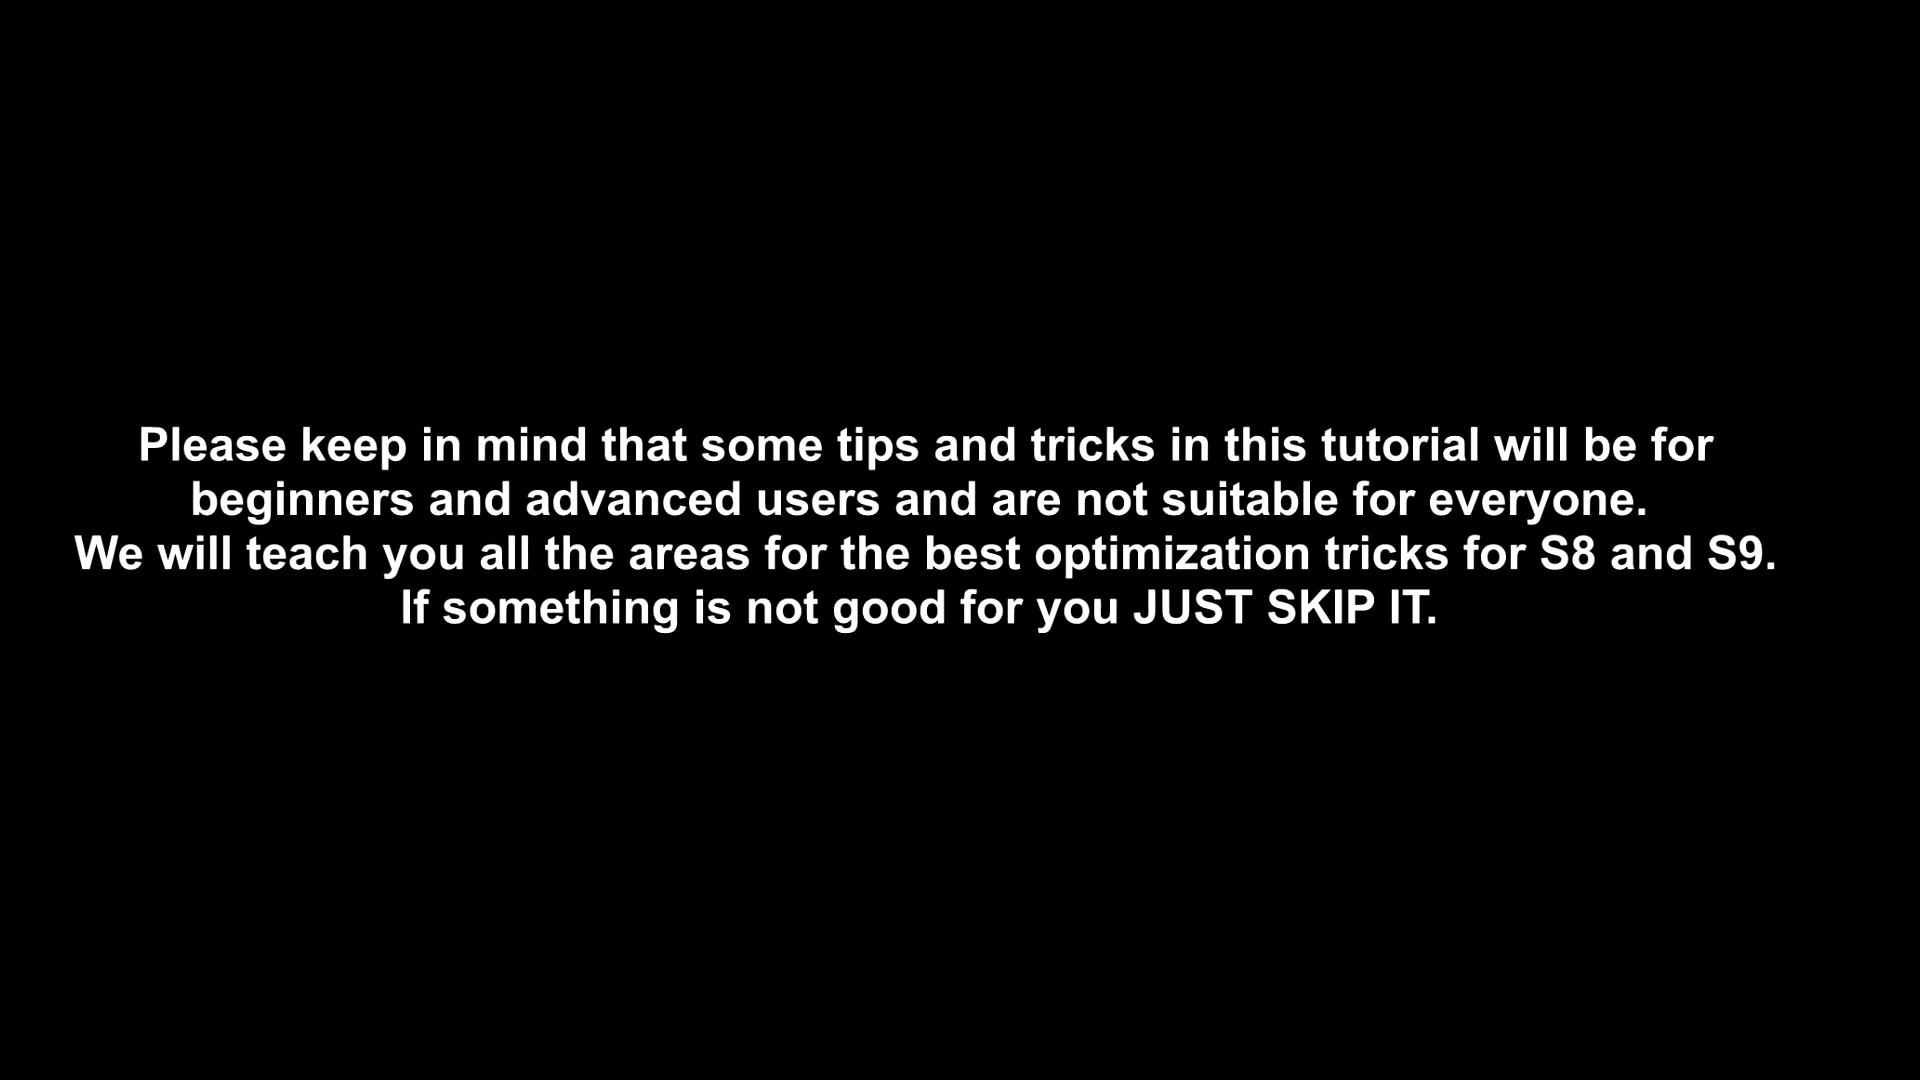 Please keep in mind that some tips and tricks in this tutorial will be for
beginners and advanced users and are not suitable for everyone.
We will teach you all the areas for the best optimization tricks for S8 and S9.
If something is not good for you JUST SKIP IT.